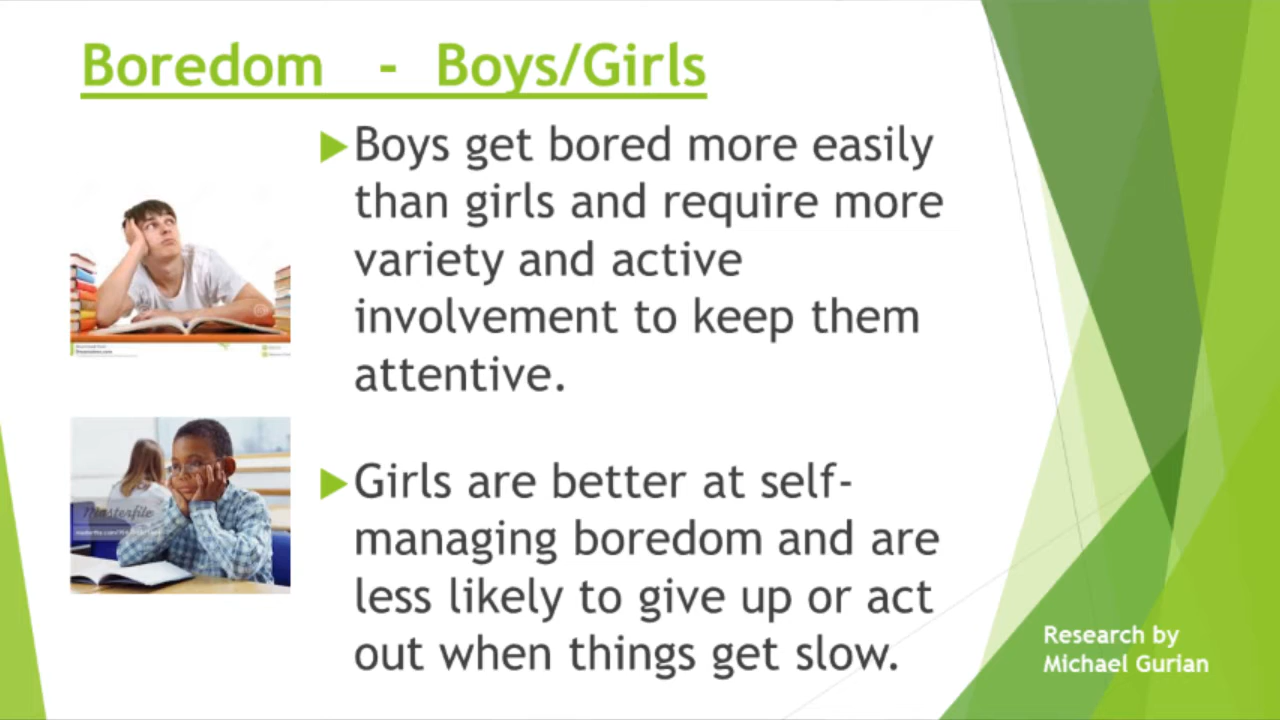 Boredom - Boys/Girls
Boys get bored more easily
than girls and require more
variety and active
involvement to keep them
attentive.
Girls are better at self-
managing boredom and are
less likely to give up or act
out when things get slow.
masterfile
Research by
Michael Gurian